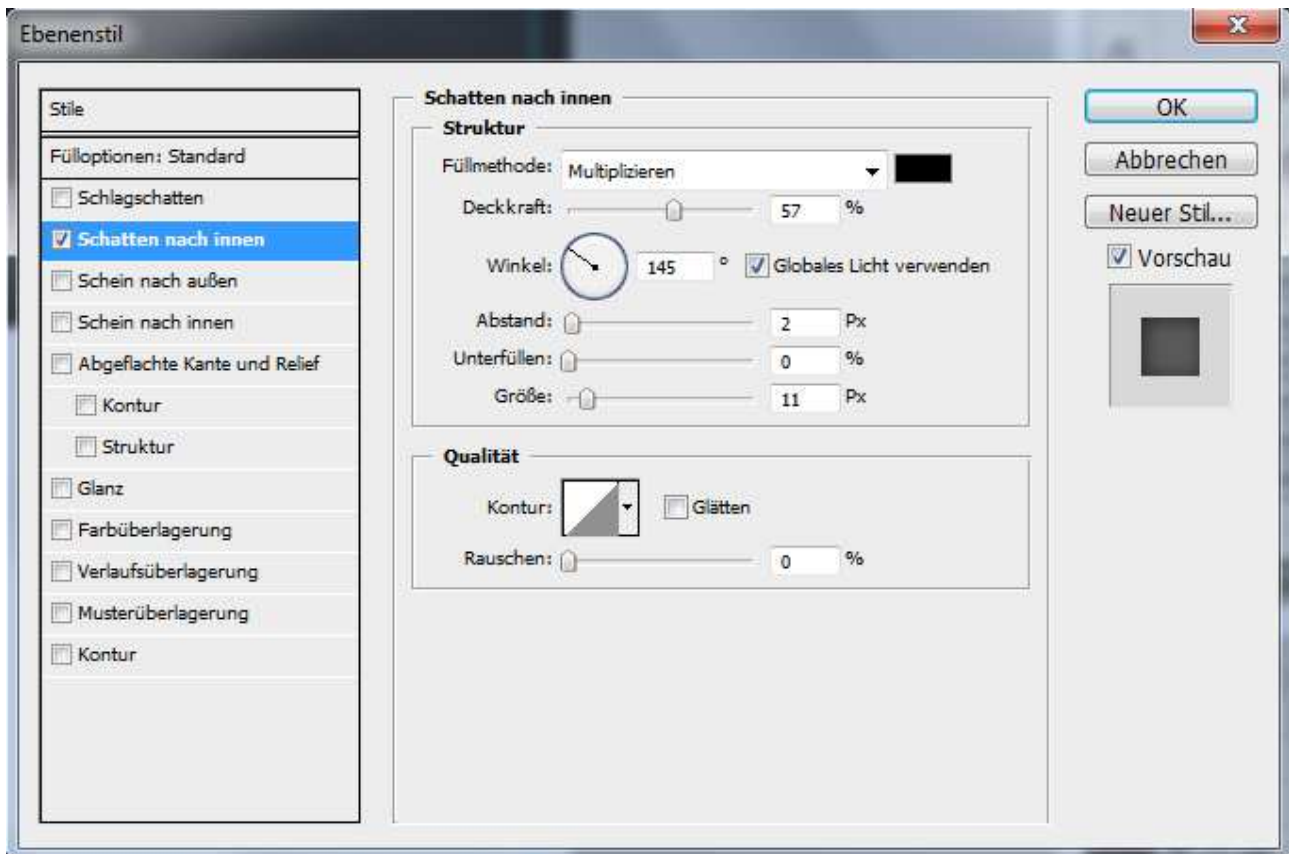 Ebenenstil
Stile
Fülloptionen: Standard
Schlagschatten
Schatten nach innen
Schein nach außen
Schein nach innen
Abgeflachte Kante und Relief
Kontur
Struktur
Glanz
Farbüberlagerung
Verlaufsüberlagerung
Musterüberlagerung
Kontur
Schatten nach innen
Struktur
Füllmethode: Multiplizieren
Deckkraft: 57 %
Winkel: 145 ° Globales Licht verwenden
Abstand: 2 Px
Unterfüllen: 0 %
Größe: 11 Px
Qualität
Kontur: Glätten
Rauschen: 0 %
OK
Abbrechen
Neuer Stil...
Vorschau